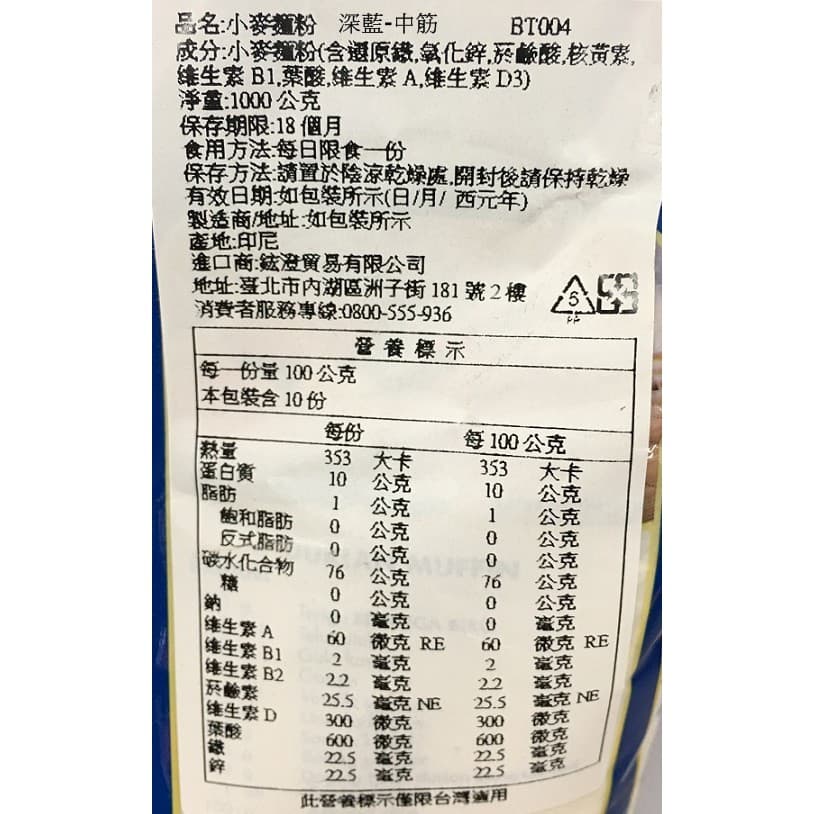 品名:小麥麵粉 深藍-中筋 BT004
成分:小麥麵粉(含還原鐵,氧化鋅,菸鹼酸,核黃素,
維生素 B1,葉酸,維生素 A,維生素 D3)
淨重:1000 公克
保存期限:18 個月
食用方法:每日限食一份
保存方法:請置於陰涼乾燥處,開封後請保持乾燥
有效日期:如包裝所示(日/月/ 西元年)
製造商/地址:如包裝所示
產地:印尼
進口商:鉉澄貿易有限公司
地址:臺北市內湖區洲子街 181 號 2 樓
消費者服務專線:0800-555-936
5
PP
營養標示
每一份量 100 公克
本包裝含 10 份
每份 每 100 公克
熱量 353 大卡 353 大卡
蛋白質 10 公克 10 公克
脂肪 1 公克 1 公克
飽和脂肪 0 公克 0 公克
反式脂肪 0 公克 0 公克
碳水化合物 76 公克 76 公克
糖 0 公克 0 公克
鈉 0 毫克 0 毫克
維生素 A 60 微克 RE 60 微克 RE
維生素 B1 2 毫克 2 毫克
維生素 B2 2.2 毫克 2.2 毫克
菸鹼素 25.5 毫克 NE 25.5 毫克 NE
維生素 D 300 微克 300 微克
葉酸 600 微克 600 微克
鐵 22.5 毫克 22.5 毫克
鋅 22.5 毫克 22.5 毫克
此營養標示僅限台灣適用